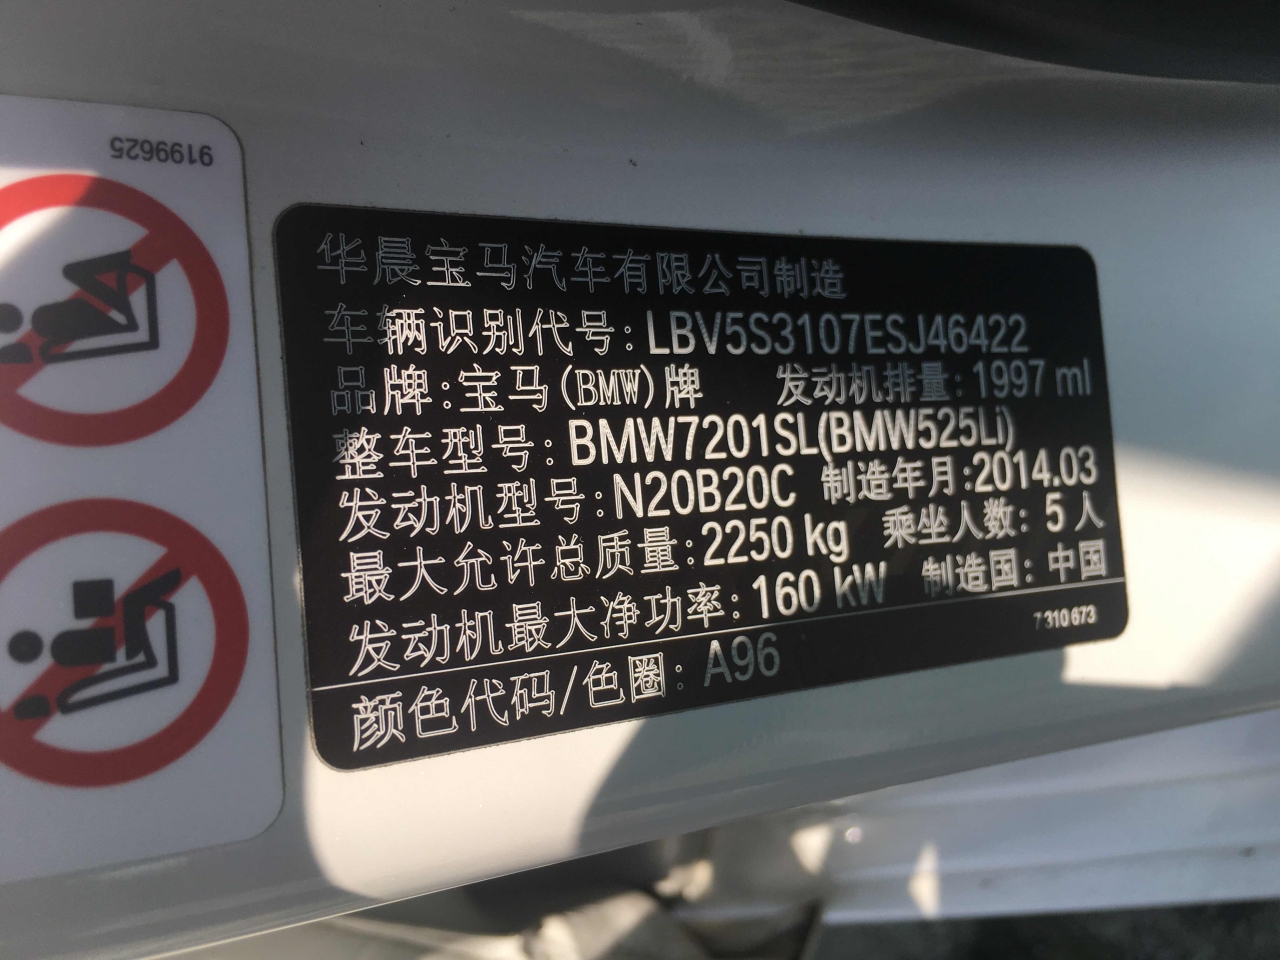 9199625
华晨宝马汽车有限公司制造
车辆识别代号:LBV5S3107ESJ46422
品牌:宝马(BMW)牌 发动机排量:1997 ml
整车型号:BMW7201SL(BMW525Li)
发动机型号:N20B20C 制造年月:2014.03
最大允许总质量:2250 kg 乘坐人数:5人
发动机最大净功率:160 kW 制造国:中国
7 310 673
颜色代码/色圈:A96